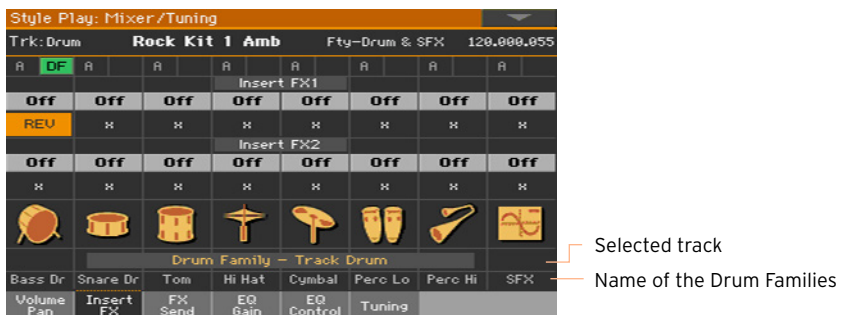 Style Play: Mixer/Tuning
Trk:Drum Rock Kit 1 Amb Fty-Drum & SFX 120.000.055
A DF A A A A A A A
Insert FX1
Off Off Off Off Off Off Off Off
REV x x x x x x x
Insert FX2
Off Off Off Off Off Off Off Off
x x x x x x x x
Drum Family - Track Drum
Selected track
Bass Dr Snare Dr Tom Hi Hat Cymbal Perc Lo Perc Hi SFX
Name of the Drum Families
Volume Pan Insert FX FX Send EQ Gain EQ Control Tuning